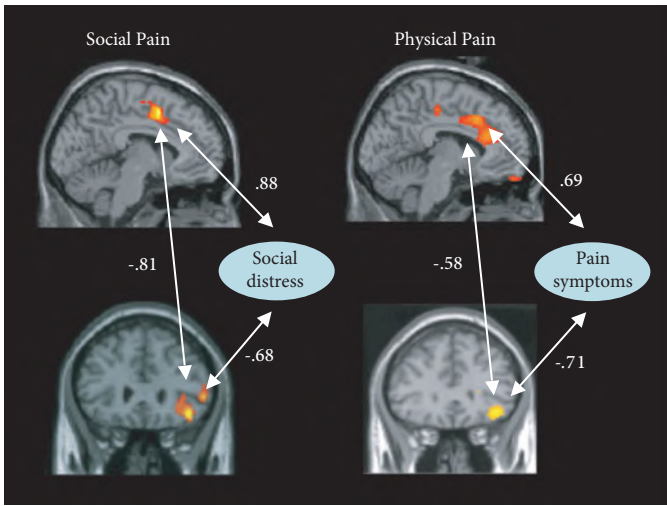 Social Pain
Physical Pain
.88
.69
-.81
Social
distress
-.58
Pain
symptoms
-.68
-.71